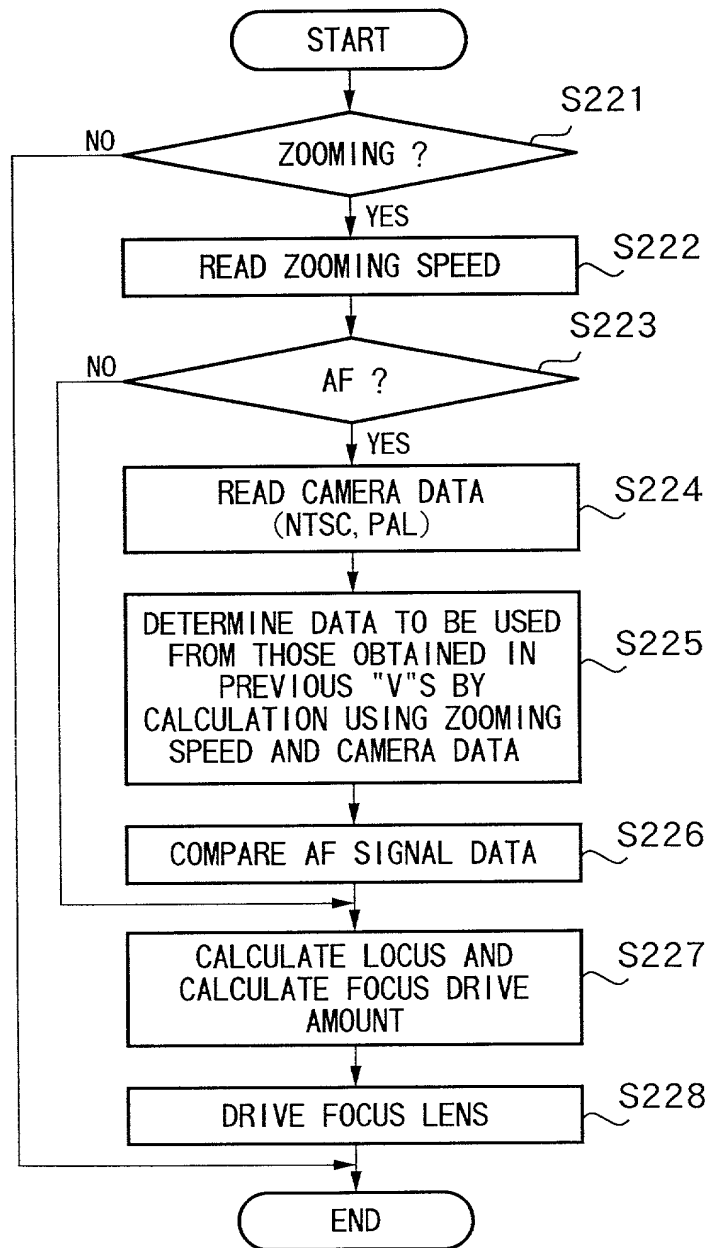 START
S221
NO
ZOOMING ?
YES
READ ZOOMING SPEED
S222
S223
NO
AF ?
YES
READ CAMERA DATA
(NTSC, PAL)
S224
DETERMINE DATA TO BE USED
FROM THOSE OBTAINED IN
PREVIOUS "V"S BY
CALCULATION USING ZOOMING
SPEED AND CAMERA DATA
S225
COMPARE AF SIGNAL DATA
S226
CALCULATE LOCUS AND
CALCULATE FOCUS DRIVE
AMOUNT
S227
DRIVE FOCUS LENS
S228
END